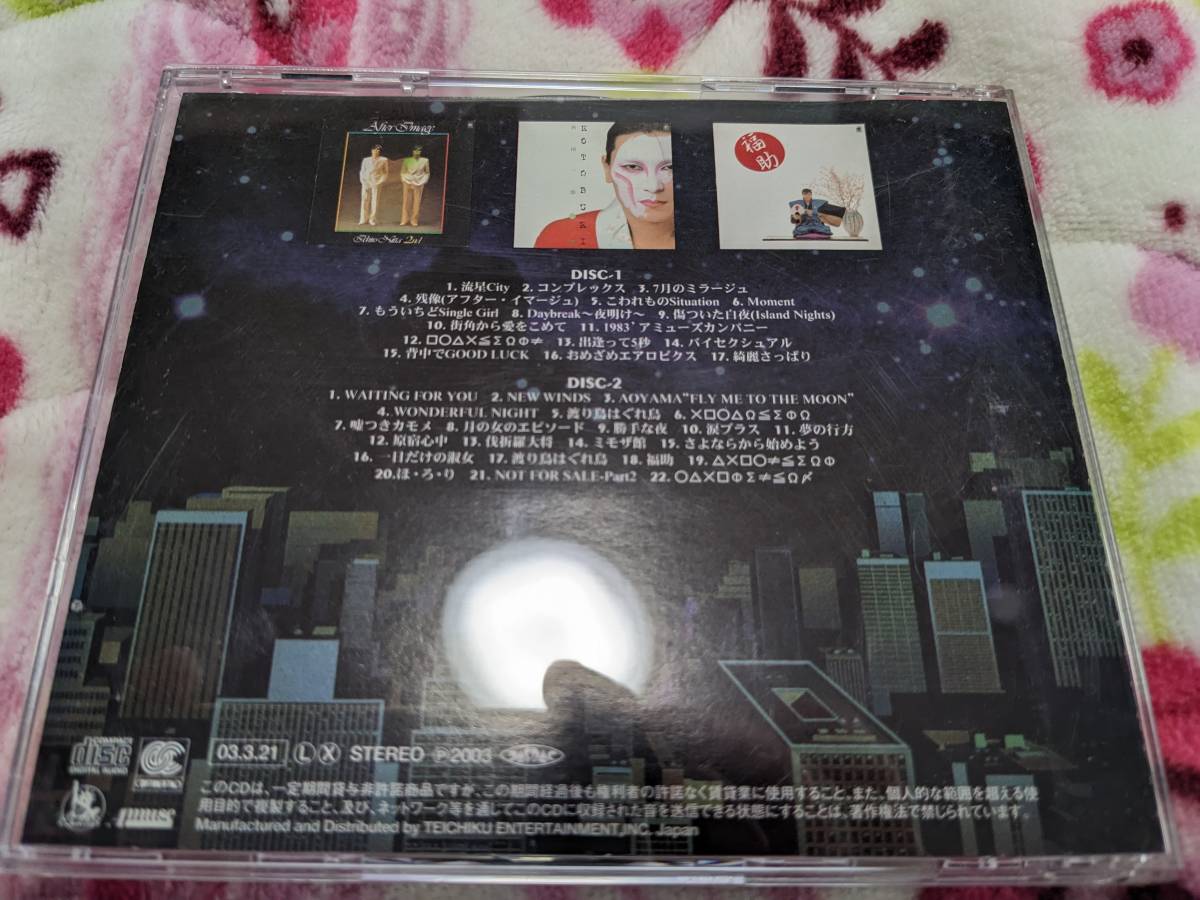 After Image
Ichiro Nitta 2nd
KOTOBUKI
福助
DISC-1
1. 流星City 2. コンプレックス 3. 7月のミラージュ
4. 残像(アフター・イマージュ) 5. こわれものSituation 6. Moment
7. もういちどSingle Girl 8. Daybreak〜夜明け〜 9. 傷ついた白夜(Island Nights)
10. 街角から愛をこめて 11. 1983'アミューズカンパニー
12. □○△×≦ΣΩΦ≠ 13. 出逢って5秒 14. バイセクシュアル
15. 背中でGOOD LUCK 16. おめざめエアロビクス 17. 綺麗さっぱり
DISC-2
1. WAITING FOR YOU 2. NEW WINDS 3. AOYAMA"FLY ME TO THE MOON"
4. WONDERFUL NIGHT 5. 渡り鳥はぐれ鳥 6. ×□○△Ω≦ΣΦΩ
7. 嘘つきカモメ 8. 月の女のエピソード 9. 勝手な夜 10. 涙プラス 11. 夢の行方
12. 原宿心中 13. 伐折羅大将 14. ミモザ館 15. さよならから始めよう
16. 一日だけの淑女 17. 渡り鳥はぐれ鳥 18. 福助 19. △×□○≠≦ΣΩΦ
20.ほ・ろ・り 21. NOT FOR SALE-Part2 22. ○△×□ΦΣ≠≦Ω〆
COMPACT disc DIGITAL AUDIO
03.3.21 Ⓛ Ⓧ STEREO ℗2003
amuse
このCDは、一定期間貸与非許諾商品ですが、この期間経過後も権利者の許諾なく賃貸業に使用すること、また、個人的な範囲を超える使
用目的で複製すること、及び、ネットワーク等を通じてこのCDに収録された音を送信できる状態にすることは、著作権法で禁じられています。
Manufactured and Distributed by TEICHIKU ENTERTAINMENT,INC. Japan